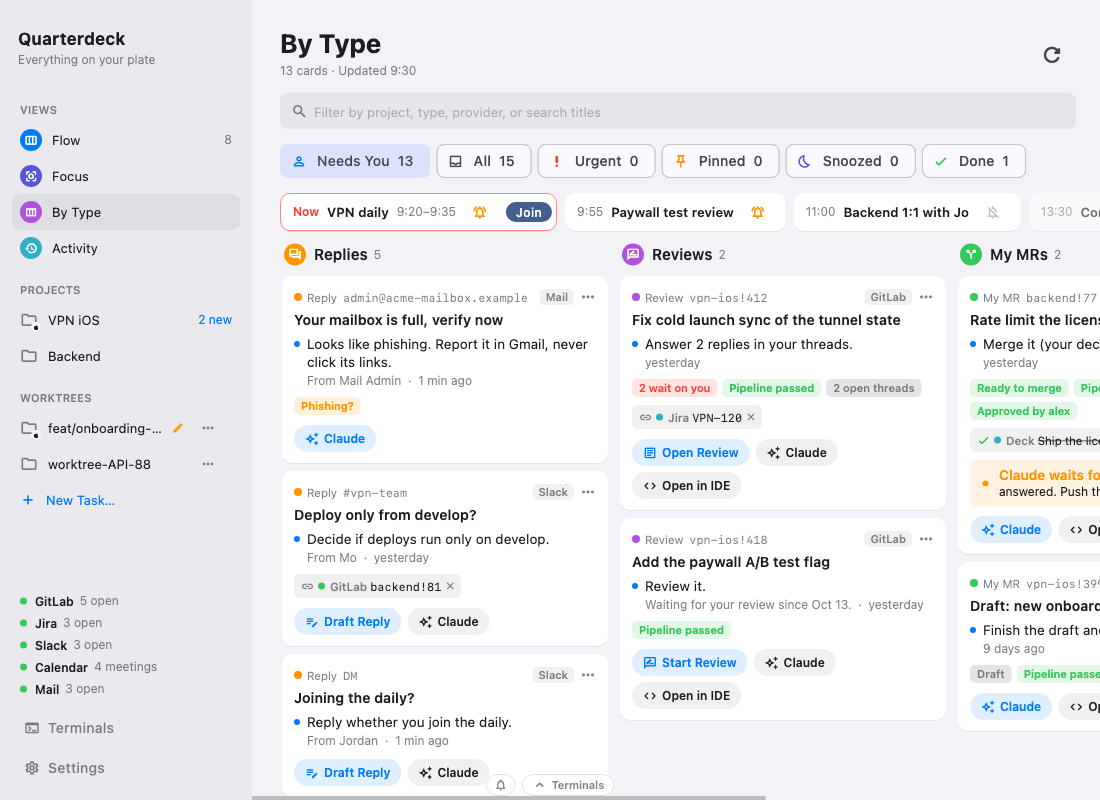 Quarterdeck
Everything on your plate
VIEWS
Flow 8
Focus
By Type
Activity
PROJECTS
VPN iOS 2 new
Backend
WORKTREES
feat/onboarding-...
worktree-API-88
New Task...
GitLab 5 open
Jira 3 open
Slack 3 open
Calendar 4 meetings
Mail 3 open
Terminals
Settings
By Type
13 cards · Updated 9:30
Filter by project, type, provider, or search titles
Needs You 13 All 15 Urgent 0 Pinned 0 Snoozed 0 Done 1
Now VPN daily 9:20–9:35 Join 9:55 Paywall test review 11:00 Backend 1:1 with Jo 13:30
Replies 5
Reply admin@acme-mailbox.example Mail
Your mailbox is full, verify now
Looks like phishing. Report it in Gmail, never
click its links.
From Mail Admin · 1 min ago
Phishing?
Claude
Reply #vpn-team Slack
Deploy only from develop?
Decide if deploys run only on develop.
From Mo · yesterday
GitLab backend!81 ×
Draft Reply Claude
Reply DM Slack
Joining the daily?
Reply whether you join the daily.
From Jordan · 1 min ago
Draft Reply Claude
Reviews 2
Review vpn-ios!412 GitLab
Fix cold launch sync of the tunnel state
Answer 2 replies in your threads.
yesterday
2 wait on you Pipeline passed 2 open threads
Jira VPN-120 ×
Open Review Claude
Open in IDE
Review vpn-ios!418 GitLab
Add the paywall A/B test flag
Review it.
Waiting for your review since Oct 13. · yesterday
Pipeline passed
Start Review Claude
Open in IDE
My MRs 2
My MR backend!77
Rate limit the
Merge it (your
yesterday
Ready to merge
Approved by alex
Deck Ship the
Claude waits
answered. Push
Claude
My MR
Draft: new
Finish the draft
9 days ago
Draft Pipeline
Claude
Terminals